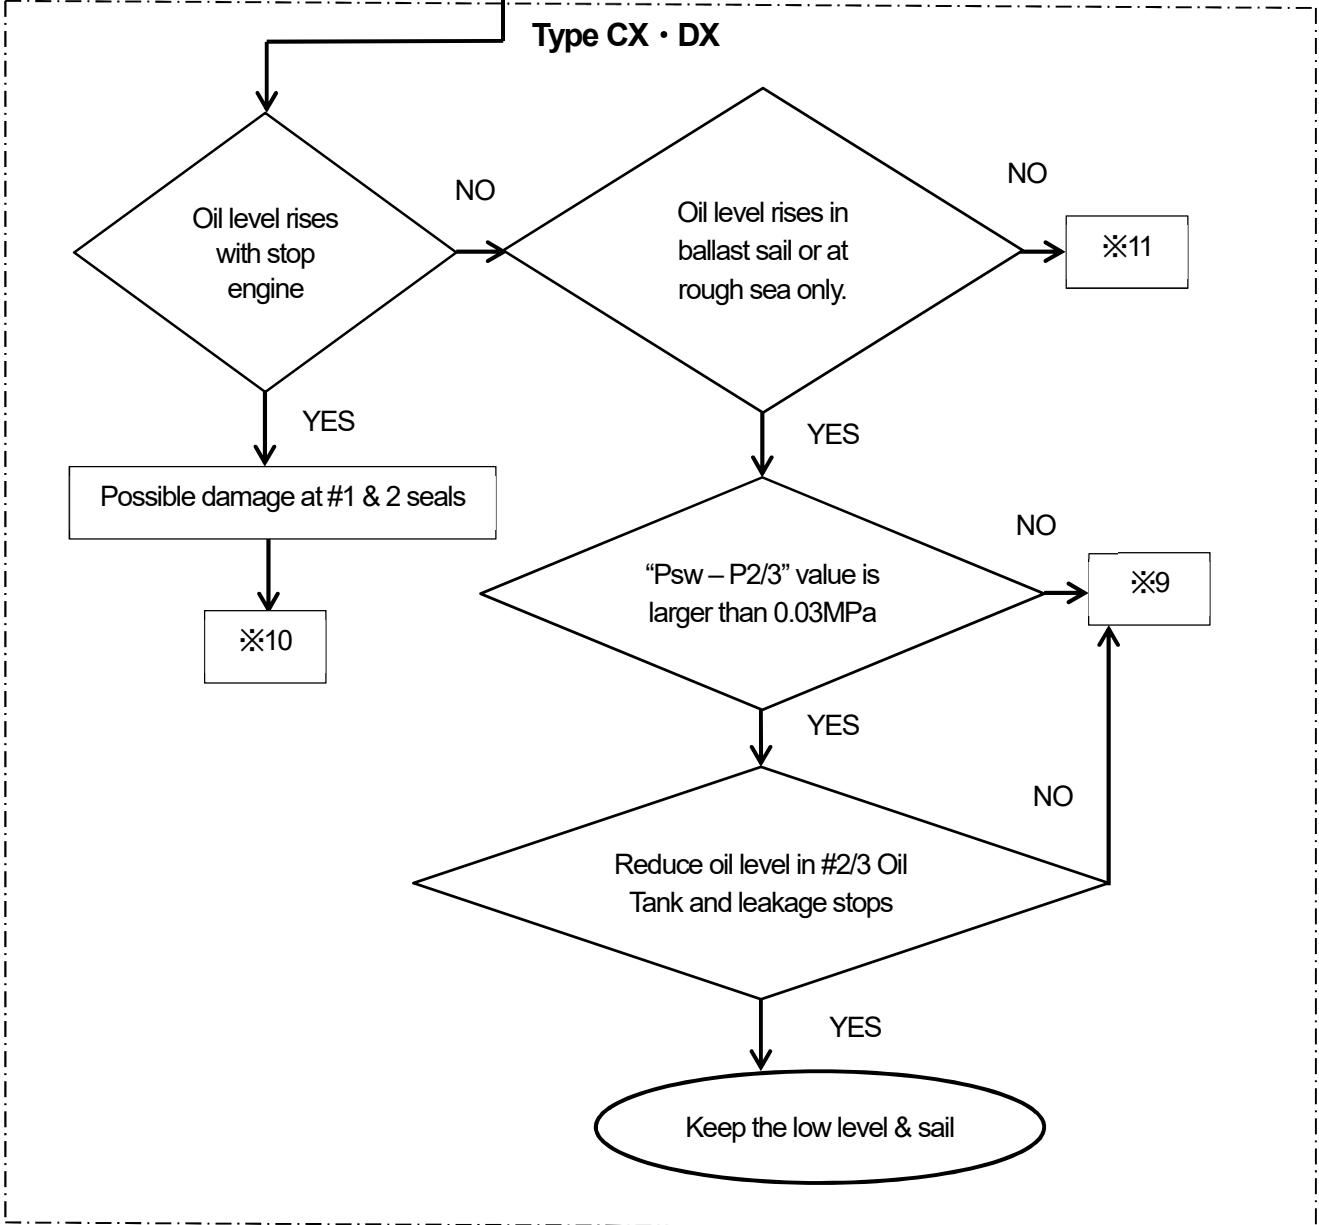 Type CX・DX
Oil level rises
with stop
engine
NO
Oil level rises in
ballast sail or at
rough sea only.
NO
※11
YES
Possible damage at #1 & 2 seals
※10
YES
“Psw – P2/3” value is
larger than 0.03MPa
NO
※9
YES
Reduce oil level in #2/3 Oil
Tank and leakage stops
NO
YES
Keep the low level & sail